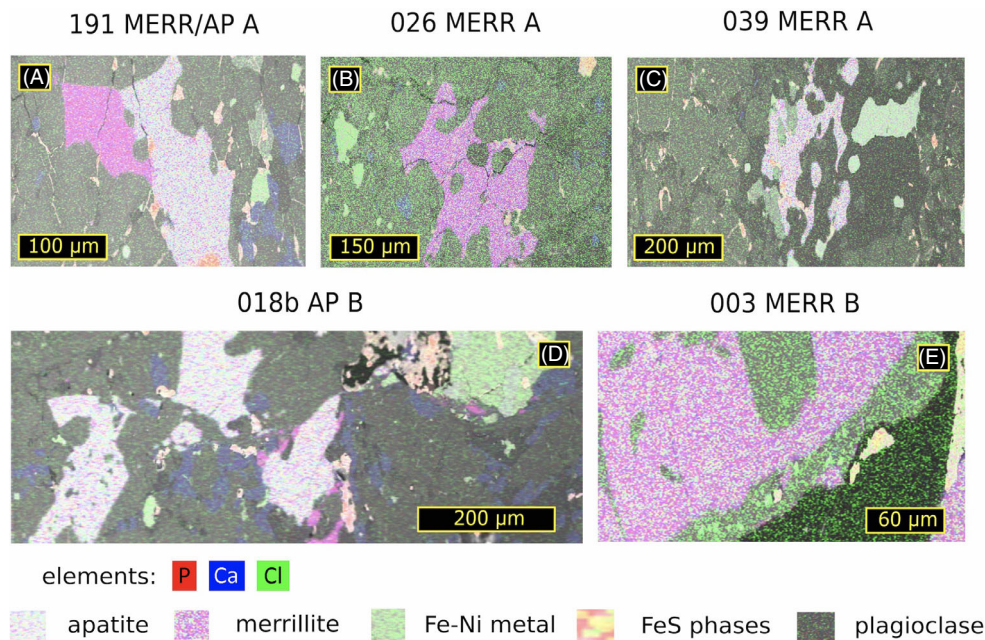 191 MERR/AP A
026 MERR A
039 MERR A
(A)
(B)
(C)
100 µm
150 µm
200 µm
018b AP B
003 MERR B
(D)
(E)
200 µm
60 µm
elements: P Ca Cl
apatite merrillite Fe-Ni metal FeS phases plagioclase